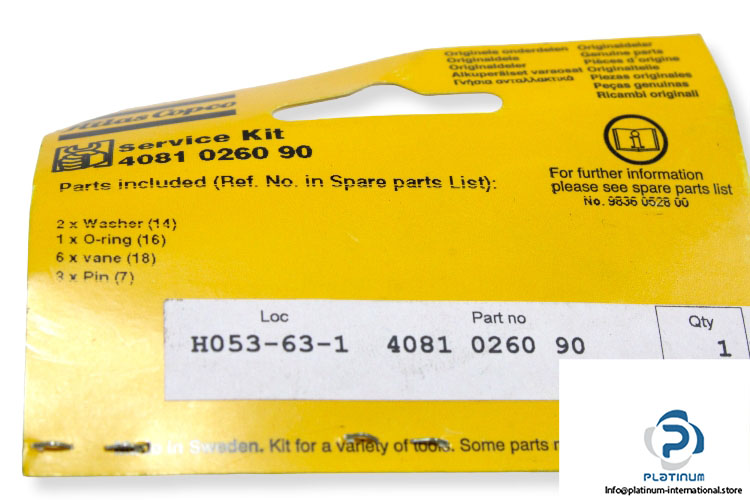 Originele onderdelen
Originaldele
Originaldeler
Alkuperäiset varaosat
Γνήσια ανταλλακτικά
Originaldelar
Genuine parts
Pièces d'origine
Originalteile
Piezas originales
Peças genuinas
Ricambi originali
Atlas Copco
Service Kit
4081 0260 90
Parts included (Ref. No. in Spare parts List):
For further information
please see spare parts list
No. 9836 0528 00
2 x Washer (14)
1 x O-ring (16)
6 x vane (18)
3 x Pin (7)
Loc
Part no
Qty
H053-63-1
4081 0260 90
1
in Sweden. Kit for a variety of tools. Some parts
PLATINUM
Info@platinum-international.store